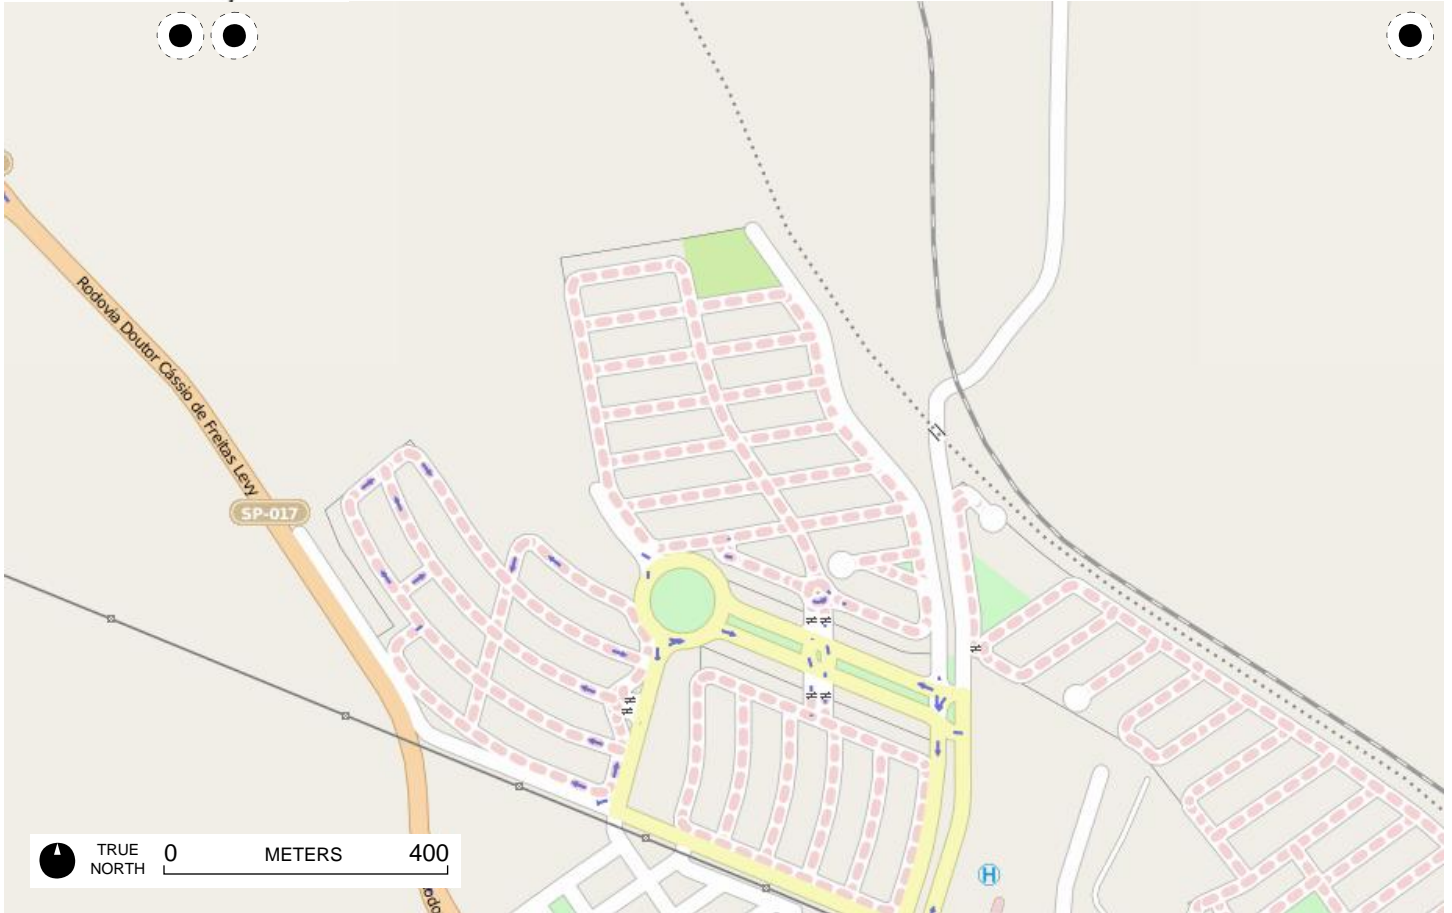 Rodovia Doutor Cássio de Freitas Levy
SP-017
TRUE
NORTH
0 METERS 400
H